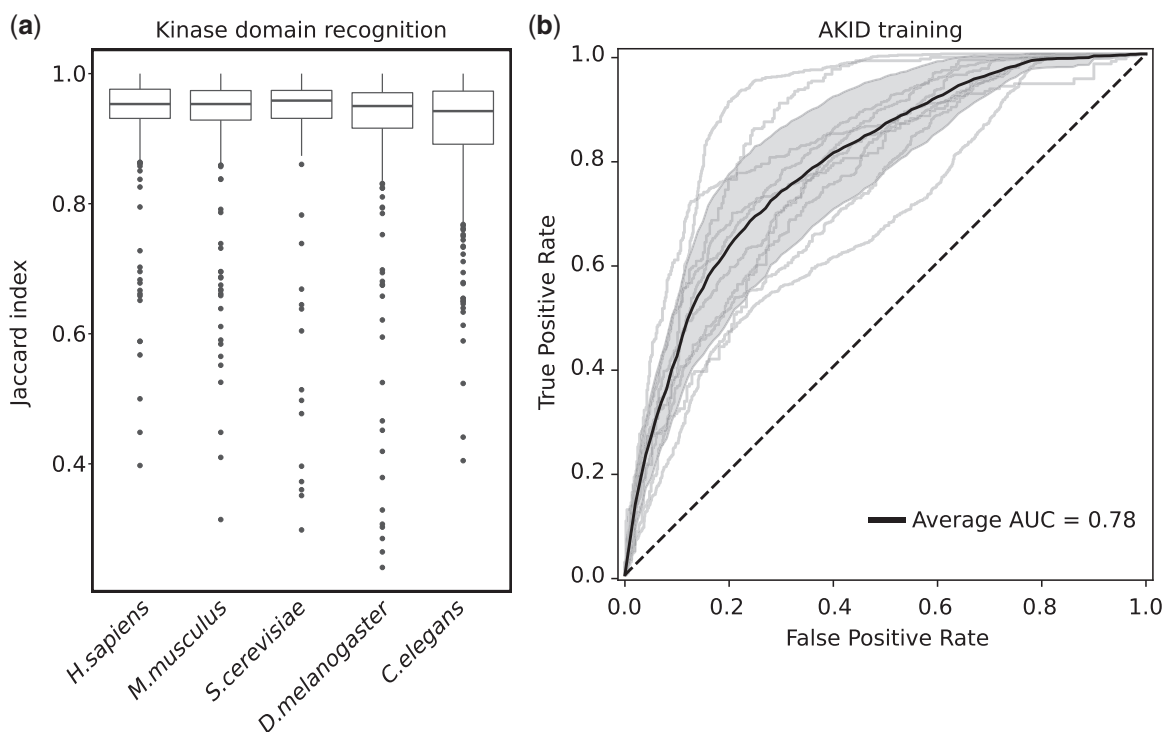 (a)
Kinase domain recognition
Jaccard index
1.0
0.8
0.6
0.4
H.sapiens
M.musculus
S.cerevisiae
D.melanogaster
C.elegans
(b)
AKID training
True Positive Rate
1.0
0.8
0.6
0.4
0.2
0.0
Average AUC = 0.78
0.0 0.2 0.4 0.6 0.8 1.0
False Positive Rate